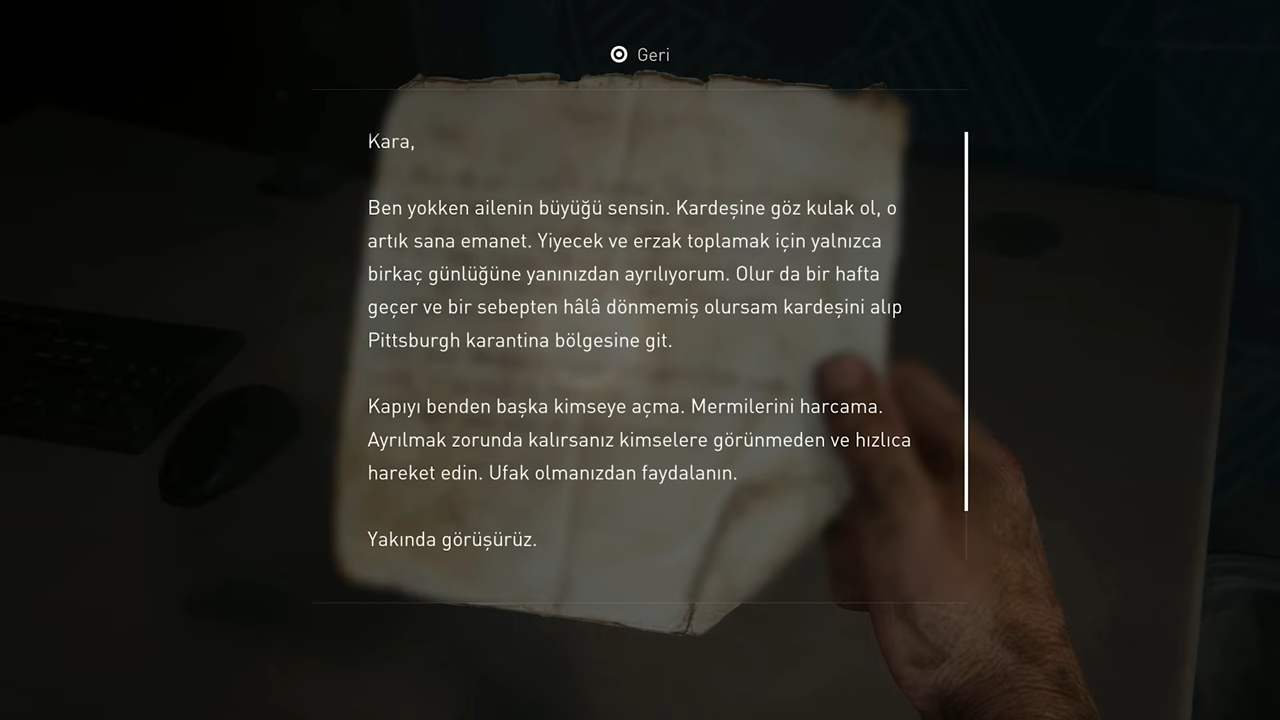 Geri
Kara,
Ben yokken ailenin büyüğü sensin. Kardeşine göz kulak ol, o
artık sana emanet. Yiyecek ve erzak toplamak için yalnızca
birkaç günlüğüne yanınızdan ayrılıyorum. Olur da bir hafta
geçer ve bir sebepten hâlâ dönmemiş olursam kardeşini alıp
Pittsburgh karantina bölgesine git.
Kapıyı benden başka kimseye açma. Mermilerini harcama.
Ayrılmak zorunda kalırsanız kimselere görünmeden ve hızlıca
hareket edin. Ufak olmanızdan faydalanın.
Yakında görüşürüz.